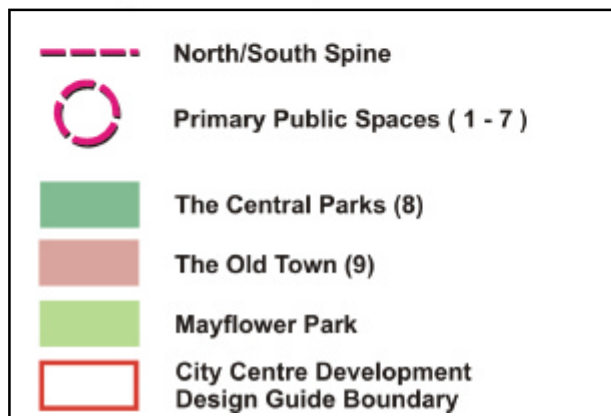 North/South Spine
Primary Public Spaces ( 1 - 7 )
The Central Parks (8)
The Old Town (9)
Mayflower Park
City Centre Development
Design Guide Boundary